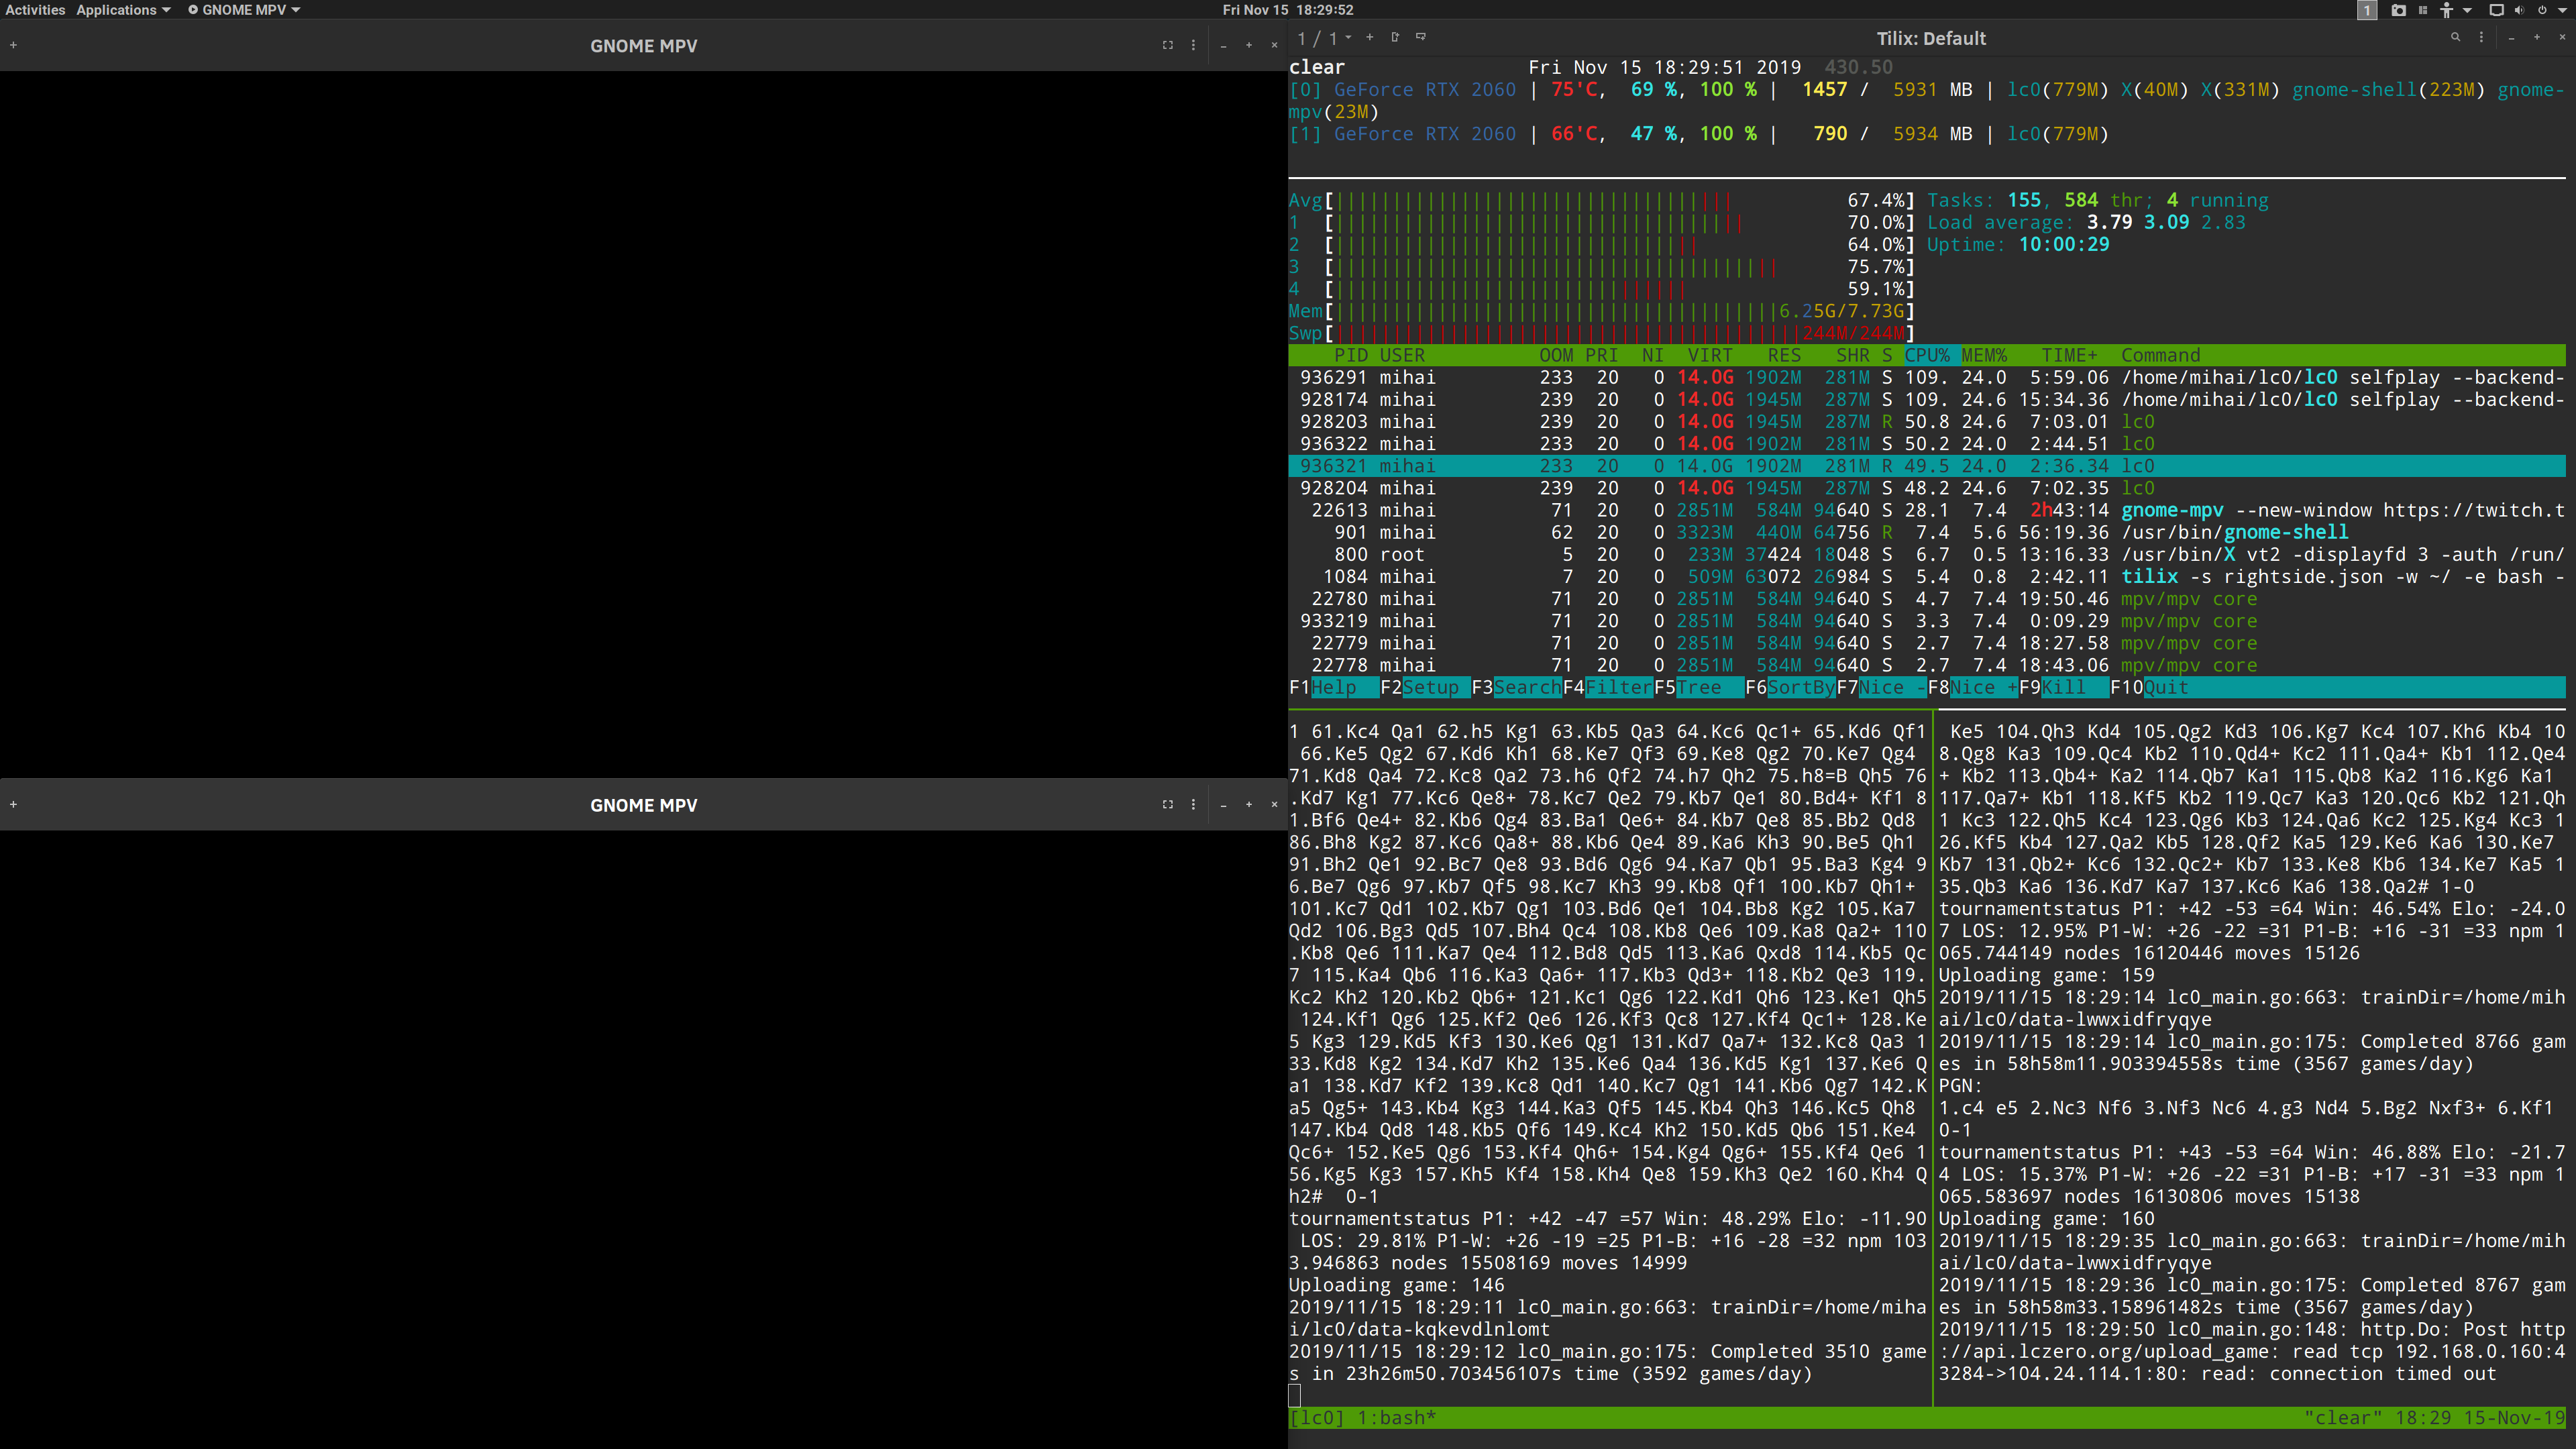 Activities Applications GNOME MPV Fri Nov 15 18:29:52 1
GNOME MPV
GNOME MPV
1 / 1 Tilix: Default
clear Fri Nov 15 18:29:51 2019 430.50
[0] GeForce RTX 2060 | 75'C, 69 %, 100 % | 1457 / 5931 MB | lc0(779M) X(40M) X(331M) gnome-shell(223M) gnome-
mpv(23M)
[1] GeForce RTX 2060 | 66'C, 47 %, 100 % | 790 / 5934 MB | lc0(779M)
Avg[ 67.4%] Tasks: 155, 584 thr; 4 running
1 [ 70.0%] Load average: 3.79 3.09 2.83
2 [ 64.0%] Uptime: 10:00:29
3 [ 75.7%]
4 [ 59.1%]
Mem[ 6.25G/7.73G]
Swp[ 244M/244M]
PID USER OOM PRI NI VIRT RES SHR S CPU% MEM% TIME+ Command
936291 mihai 233 20 0 14.0G 1902M 281M S 109. 24.0 5:59.06 /home/mihai/lc0/lc0 selfplay --backend-
928174 mihai 239 20 0 14.0G 1945M 287M S 109. 24.6 15:34.36 /home/mihai/lc0/lc0 selfplay --backend-
928203 mihai 239 20 0 14.0G 1945M 287M R 50.8 24.6 7:03.01 lc0
936322 mihai 233 20 0 14.0G 1902M 281M S 50.2 24.0 2:44.51 lc0
936321 mihai 233 20 0 14.0G 1902M 281M R 49.5 24.0 2:36.34 lc0
928204 mihai 239 20 0 14.0G 1945M 287M S 48.2 24.6 7:02.35 lc0
22613 mihai 71 20 0 2851M 584M 94640 S 28.1 7.4 2h43:14 gnome-mpv --new-window https://twitch.t
901 mihai 62 20 0 3323M 440M 64756 R 7.4 5.6 56:19.36 /usr/bin/gnome-shell
800 root 5 20 0 233M 37424 18048 S 6.7 0.5 13:16.33 /usr/bin/X vt2 -displayfd 3 -auth /run/
1084 mihai 7 20 0 509M 63072 26984 S 5.4 0.8 2:42.11 tilix -s rightside.json -w ~/ -e bash -
22780 mihai 71 20 0 2851M 584M 94640 S 4.7 7.4 19:50.46 mpv/mpv core
933219 mihai 71 20 0 2851M 584M 94640 S 3.3 7.4 0:09.29 mpv/mpv core
22779 mihai 71 20 0 2851M 584M 94640 S 2.7 7.4 18:27.58 mpv/mpv core
22778 mihai 71 20 0 2851M 584M 94640 S 2.7 7.4 18:43.06 mpv/mpv core
F1Help F2Setup F3SearchF4FilterF5Tree F6SortByF7Nice -F8Nice +F9Kill F10Quit
1 61.Kc4 Qa1 62.h5 Kg1 63.Kb5 Qa3 64.Kc6 Qc1+ 65.Kd6 Qf1
66.Ke5 Qg2 67.Kd6 Kh1 68.Ke7 Qf3 69.Ke8 Qg2 70.Ke7 Qg4
71.Kd8 Qa4 72.Kc8 Qa2 73.h6 Qf2 74.h7 Qh2 75.h8=B Qh5 76
.Kd7 Kg1 77.Kc6 Qe8+ 78.Kc7 Qe2 79.Kb7 Qe1 80.Bd4+ Kf1 8
1.Bf6 Qe4+ 82.Kb6 Qg4 83.Ba1 Qe6+ 84.Kb7 Qe8 85.Bb2 Qd8
86.Bh8 Kg2 87.Kc6 Qa8+ 88.Kb6 Qe4 89.Ka6 Kh3 90.Be5 Qh1
91.Bh2 Qe1 92.Bc7 Qe8 93.Bd6 Qg6 94.Ka7 Qb1 95.Ba3 Kg4 9
6.Be7 Qg6 97.Kb7 Qf5 98.Kc7 Kh3 99.Kb8 Qf1 100.Kb7 Qh1+
101.Kc7 Qd1 102.Kb7 Qg1 103.Bd6 Qe1 104.Bb8 Kg2 105.Ka7
Qd2 106.Bg3 Qd5 107.Bh4 Qc4 108.Kb8 Qe6 109.Ka8 Qa2+ 110
.Kb8 Qe6 111.Ka7 Qe4 112.Bd8 Qd5 113.Ka6 Qxd8 114.Kb5 Qc
7 115.Ka4 Qb6 116.Ka3 Qa6+ 117.Kb3 Qd3+ 118.Kb2 Qe3 119.
Kc2 Kh2 120.Kb2 Qb6+ 121.Kc1 Qg6 122.Kd1 Qh6 123.Ke1 Qh5
124.Kf1 Qg6 125.Kf2 Qe6 126.Kf3 Qc8 127.Kf4 Qc1+ 128.Ke
5 Kg3 129.Kd5 Kf3 130.Ke6 Qg1 131.Kd7 Qa7+ 132.Kc8 Qa3 1
33.Kd8 Kg2 134.Kd7 Kh2 135.Ke6 Qa4 136.Kd5 Kg1 137.Ke6 Q
a1 138.Kd7 Kf2 139.Kc8 Qd1 140.Kc7 Qg1 141.Kb6 Qg7 142.K
a5 Qg5+ 143.Kb4 Kg3 144.Ka3 Qf5 145.Kb4 Qh3 146.Kc5 Qh8
147.Kb4 Qd8 148.Kb5 Qf6 149.Kc4 Kh2 150.Kd5 Qb6 151.Ke4
Qc6+ 152.Ke5 Qg6 153.Kf4 Qh6+ 154.Kg4 Qg6+ 155.Kf4 Qe6 1
56.Kg5 Kg3 157.Kh5 Kf4 158.Kh4 Qe8 159.Kh3 Qe2 160.Kh4 Q
h2# 0-1
tournamentstatus P1: +42 -47 =57 Win: 48.29% Elo: -11.90
LOS: 29.81% P1-W: +26 -19 =25 P1-B: +16 -28 =32 npm 103
3.946863 nodes 15508169 moves 14999
Uploading game: 146
2019/11/15 18:29:11 lc0_main.go:663: trainDir=/home/miha
i/lc0/data-kqkevdlnlomt
2019/11/15 18:29:12 lc0_main.go:175: Completed 3510 game
s in 23h26m50.703456107s time (3592 games/day)
Ke5 104.Qh3 Kd4 105.Qg2 Kd3 106.Kg7 Kc4 107.Kh6 Kb4 10
8.Qg8 Ka3 109.Qc4 Kb2 110.Qd4+ Kc2 111.Qa4+ Kb1 112.Qe4
+ Kb2 113.Qb4+ Ka2 114.Qb7 Ka1 115.Qb8 Ka2 116.Kg6 Ka1
117.Qa7+ Kb1 118.Kf5 Kb2 119.Qc7 Ka3 120.Qc6 Kb2 121.Qh
1 Kc3 122.Qh5 Kc4 123.Qg6 Kb3 124.Qa6 Kc2 125.Kg4 Kc3 1
26.Kf5 Kb4 127.Qa2 Kb5 128.Qf2 Ka5 129.Ke6 Ka6 130.Ke7
Kb7 131.Qb2+ Kc6 132.Qc2+ Kb7 133.Ke8 Kb6 134.Ke7 Ka5 1
35.Qb3 Ka6 136.Kd7 Ka7 137.Kc6 Ka6 138.Qa2# 1-0
tournamentstatus P1: +42 -53 =64 Win: 46.54% Elo: -24.0
7 LOS: 12.95% P1-W: +26 -22 =31 P1-B: +16 -31 =33 npm 1
065.744149 nodes 16120446 moves 15126
Uploading game: 159
2019/11/15 18:29:14 lc0_main.go:663: trainDir=/home/mih
ai/lc0/data-lwwxidfryqye
2019/11/15 18:29:14 lc0_main.go:175: Completed 8766 gam
es in 58h58m11.903394558s time (3567 games/day)
PGN:
1.c4 e5 2.Nc3 Nf6 3.Nf3 Nc6 4.g3 Nd4 5.Bg2 Nxf3+ 6.Kf1
0-1
tournamentstatus P1: +43 -53 =64 Win: 46.88% Elo: -21.7
4 LOS: 15.37% P1-W: +26 -22 =31 P1-B: +17 -31 =33 npm 1
065.583697 nodes 16130806 moves 15138
Uploading game: 160
2019/11/15 18:29:35 lc0_main.go:663: trainDir=/home/mih
ai/lc0/data-lwwxidfryqye
2019/11/15 18:29:36 lc0_main.go:175: Completed 8767 gam
es in 58h58m33.158961482s time (3567 games/day)
2019/11/15 18:29:50 lc0_main.go:148: http.Do: Post http
://api.lczero.org/upload_game: read tcp 192.168.0.160:4
3284->104.24.114.1:80: read: connection timed out
[lc0] 1:bash* "clear" 18:29 15-Nov-19